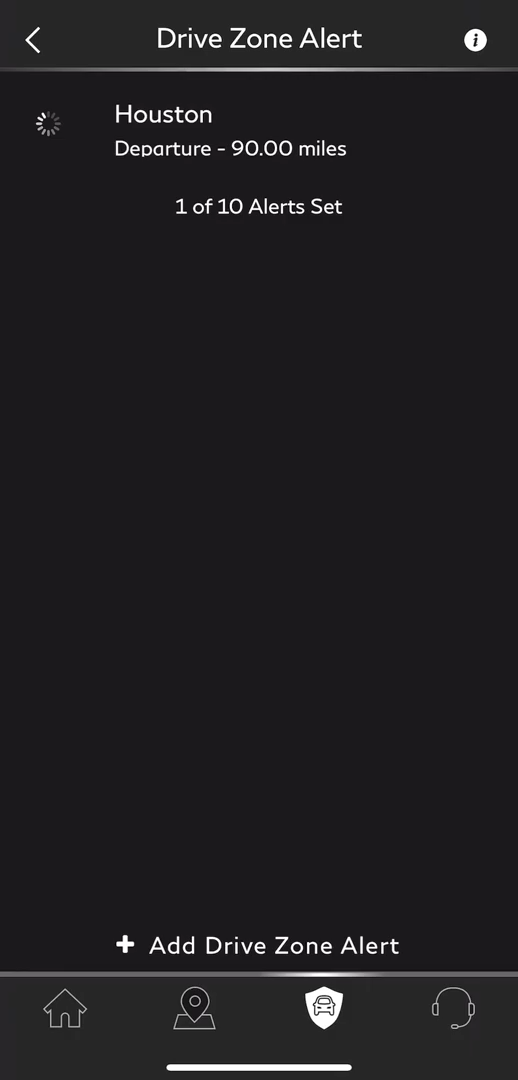 Drive Zone Alert
Houston
Departure - 90.00 miles
1 of 10 Alerts Set
+ Add Drive Zone Alert